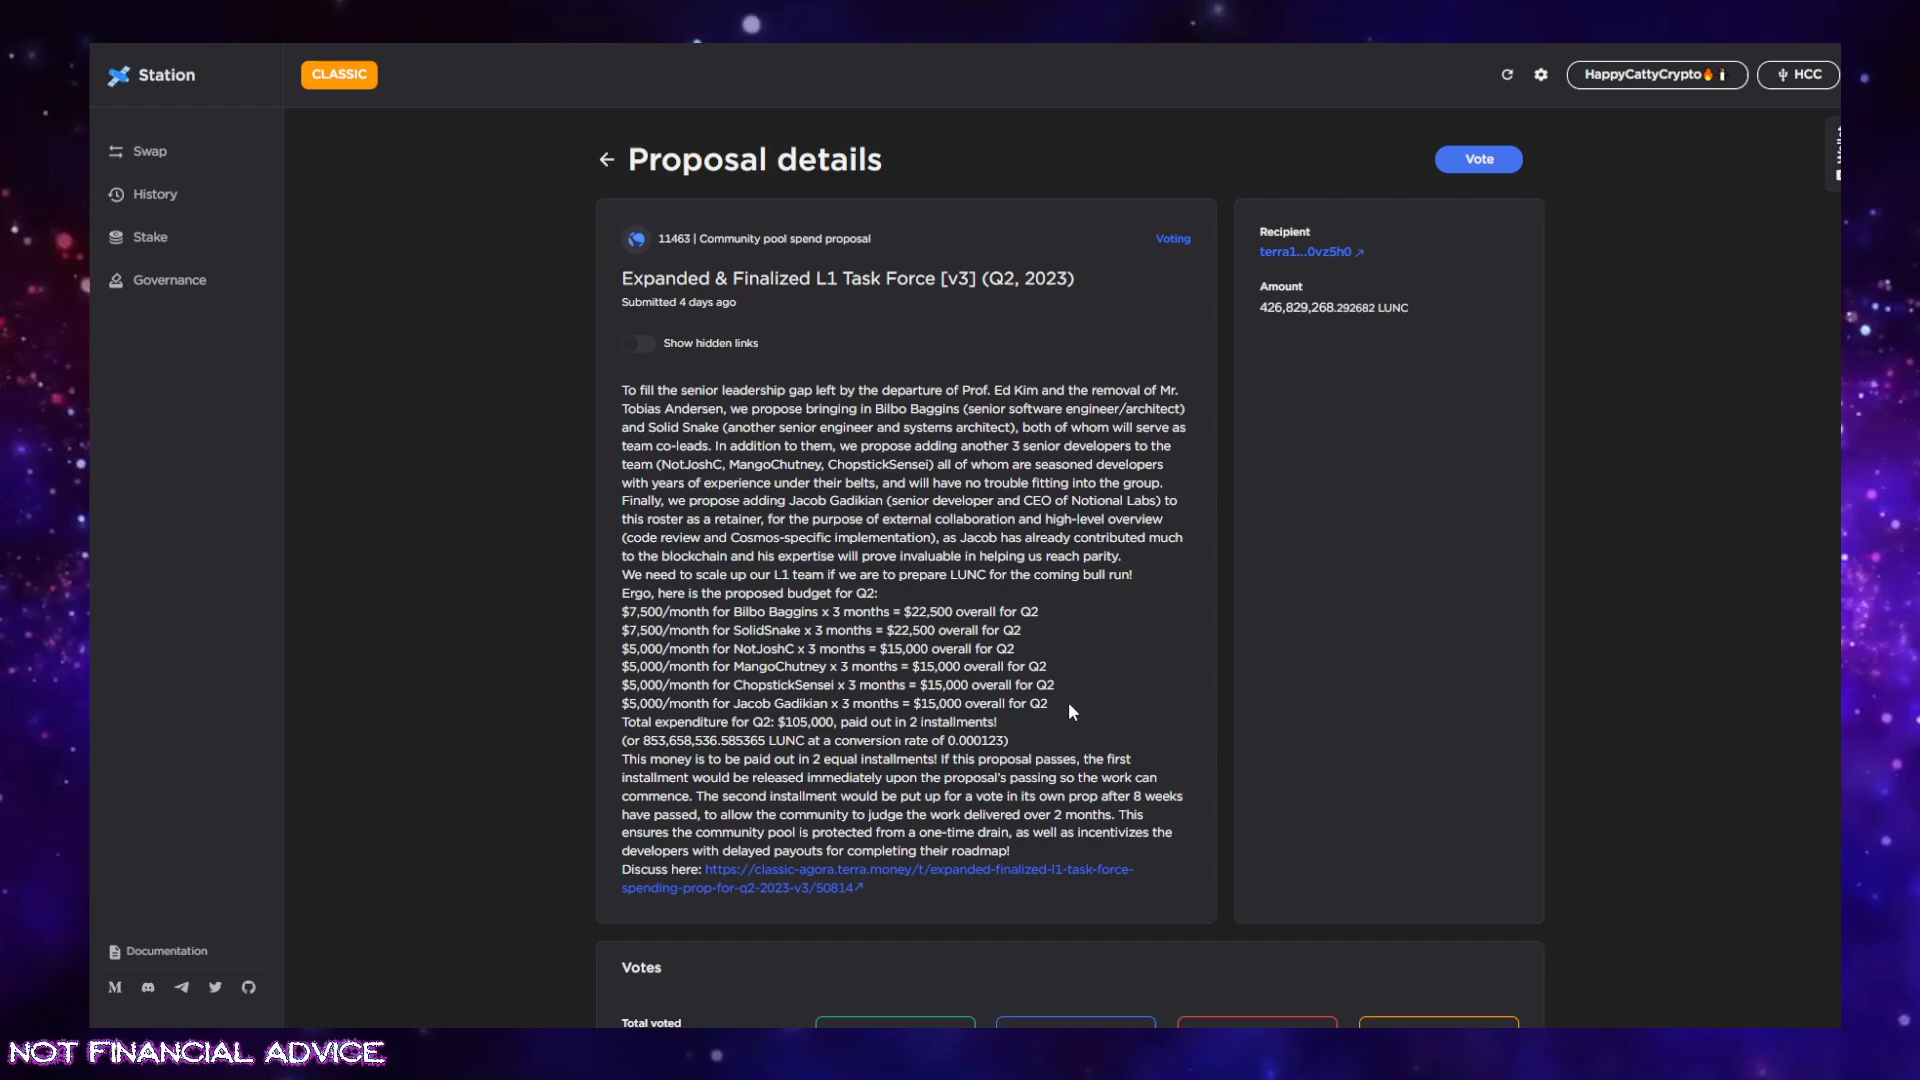 Station
CLASSIC
HappyCattyCrypto
HCC
Swap
History
Stake
Governance
Proposal details
Vote
11463 | Community pool spend proposal
Voting
Expanded & Finalized L1 Task Force [v3] (Q2, 2023)
Submitted 4 days ago
Show hidden links
To fill the senior leadership gap left by the departure of Prof. Ed Kim and the removal of Mr.
Tobias Andersen, we propose bringing in Bilbo Baggins (senior software engineer/architect)
and Solid Snake (another senior engineer and systems architect), both of whom will serve as
team co-leads. In addition to them, we propose adding another 3 senior developers to the
team (NotJoshC, MangoChutney, ChopstickSensei) all of whom are seasoned developers
with years of experience under their belts, and will have no trouble fitting into the group.
Finally, we propose adding Jacob Gadikian (senior developer and CEO of Notional Labs) to
this roster as a retainer, for the purpose of external collaboration and high-level overview
(code review and Cosmos-specific implementation), as Jacob has already contributed much
to the blockchain and his expertise will prove invaluable in helping us reach parity.
We need to scale up our L1 team if we are to prepare LUNC for the coming bull run!
Ergo, here is the proposed budget for Q2:
$7,500/month for Bilbo Baggins x 3 months = $22,500 overall for Q2
$7,500/month for SolidSnake x 3 months = $22,500 overall for Q2
$5,000/month for NotJoshC x 3 months = $15,000 overall for Q2
$5,000/month for MangoChutney x 3 months = $15,000 overall for Q2
$5,000/month for ChopstickSensei x 3 months = $15,000 overall for Q2
$5,000/month for Jacob Gadikian x 3 months = $15,000 overall for Q2
Total expenditure for Q2: $105,000, paid out in 2 installments!
(or 853,658,536.585365 LUNC at a conversion rate of 0.000123)
This money is to be paid out in 2 equal installments! If this proposal passes, the first
installment would be released immediately upon the proposal's passing so the work can
commence. The second installment would be put up for a vote in its own prop after 8 weeks
have passed, to allow the community to judge the work delivered over 2 months. This
ensures the community pool is protected from a one-time drain, as well as incentivizes the
developers with delayed payouts for completing their roadmap!
Discuss here: https://classic-agora.terra.money/t/expanded-finalized-l1-task-force-
spending-prop-for-q2-2023-v3/50814
Recipient
terra1...0vz5h0
Amount
426,829,268.292682 LUNC
Votes
Total voted
Documentation
NOT FINANCIAL ADVICE